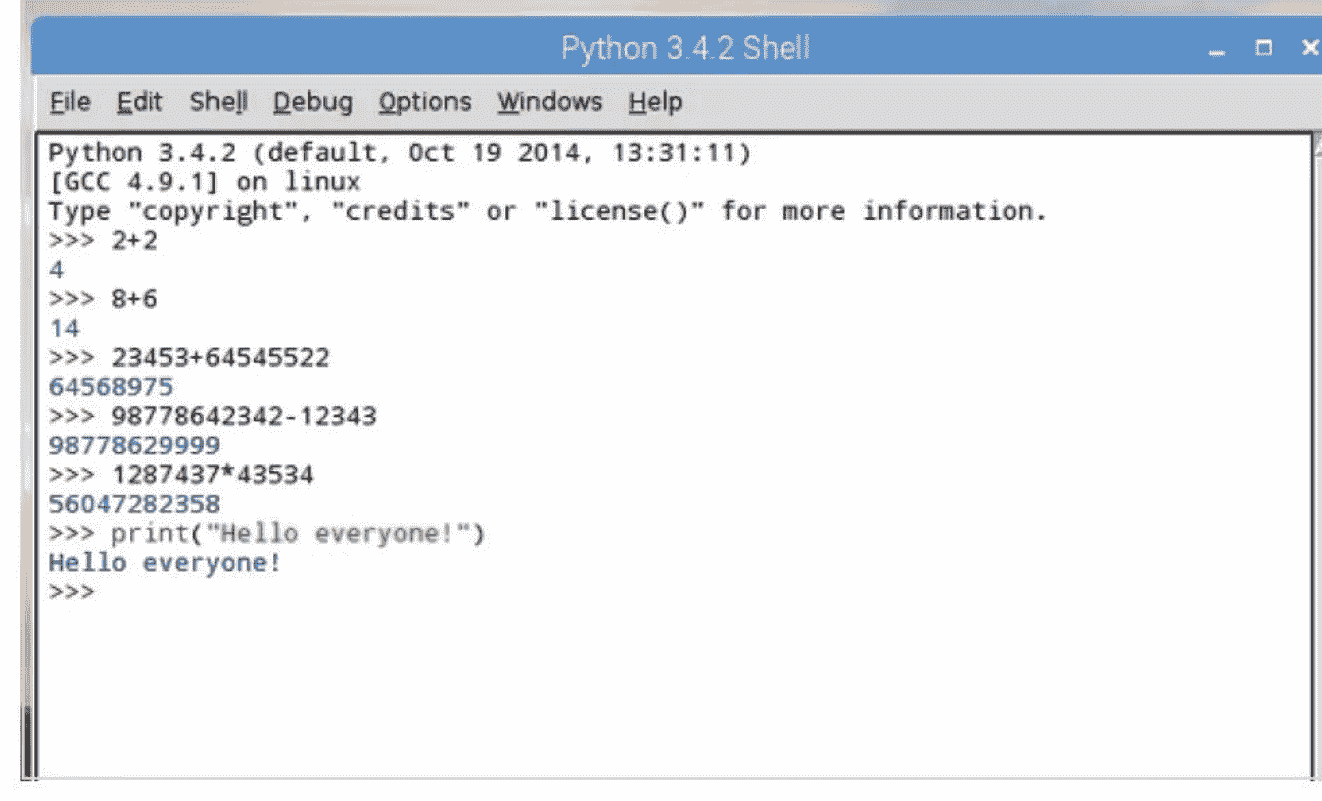 Python 3.4.2 Shell
File Edit Shell Debug Options Windows Help
Python 3.4.2 (default, Oct 19 2014, 13:31:11)
[GCC 4.9.1] on linux
Type "copyright", "credits" or "license()" for more information.
>>> 2+2
4
>>> 8+6
14
>>> 23453+64545522
64568975
>>> 98778642342-12343
98778629999
>>> 1287437*43534
56047282358
>>> print("Hello everyone!")
Hello everyone!
>>>